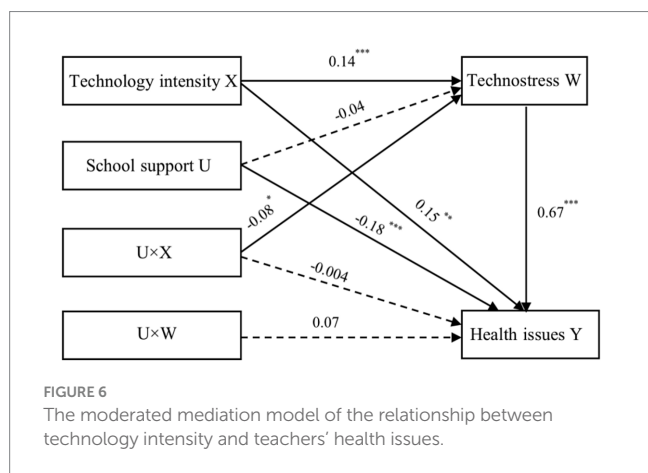 0.14***
Technology intensity X
Technostress W
-0.04
School support U
-0.08*
0.15**
-0.18***
0.67***
U×X
-0.004
U×W
0.07
Health issues Y
FIGURE 6
The moderated mediation model of the relationship between
technology intensity and teachers' health issues.